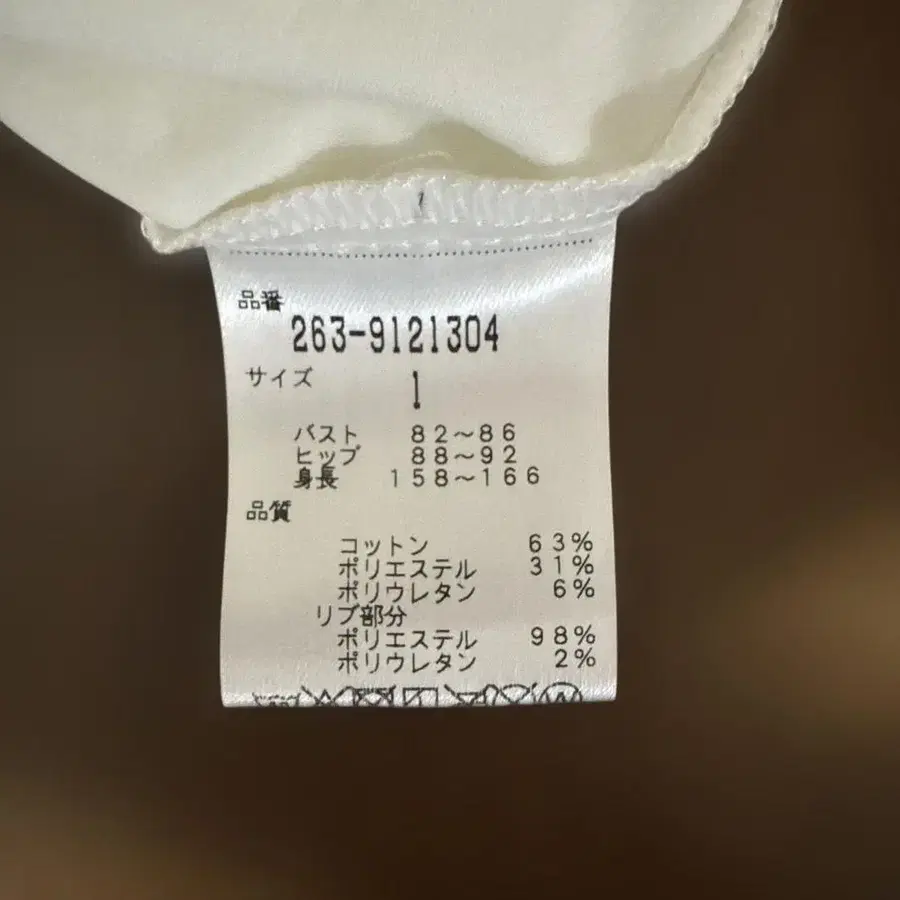 品番
263-9121304
サイズ 1
バスト 82～86
ヒップ 88～92
身長 158～166
品質
コットン 63%
ポリエステル 31%
ポリウレタン 6%
リブ部分
ポリエステル 98%
ポリウレタン 2%